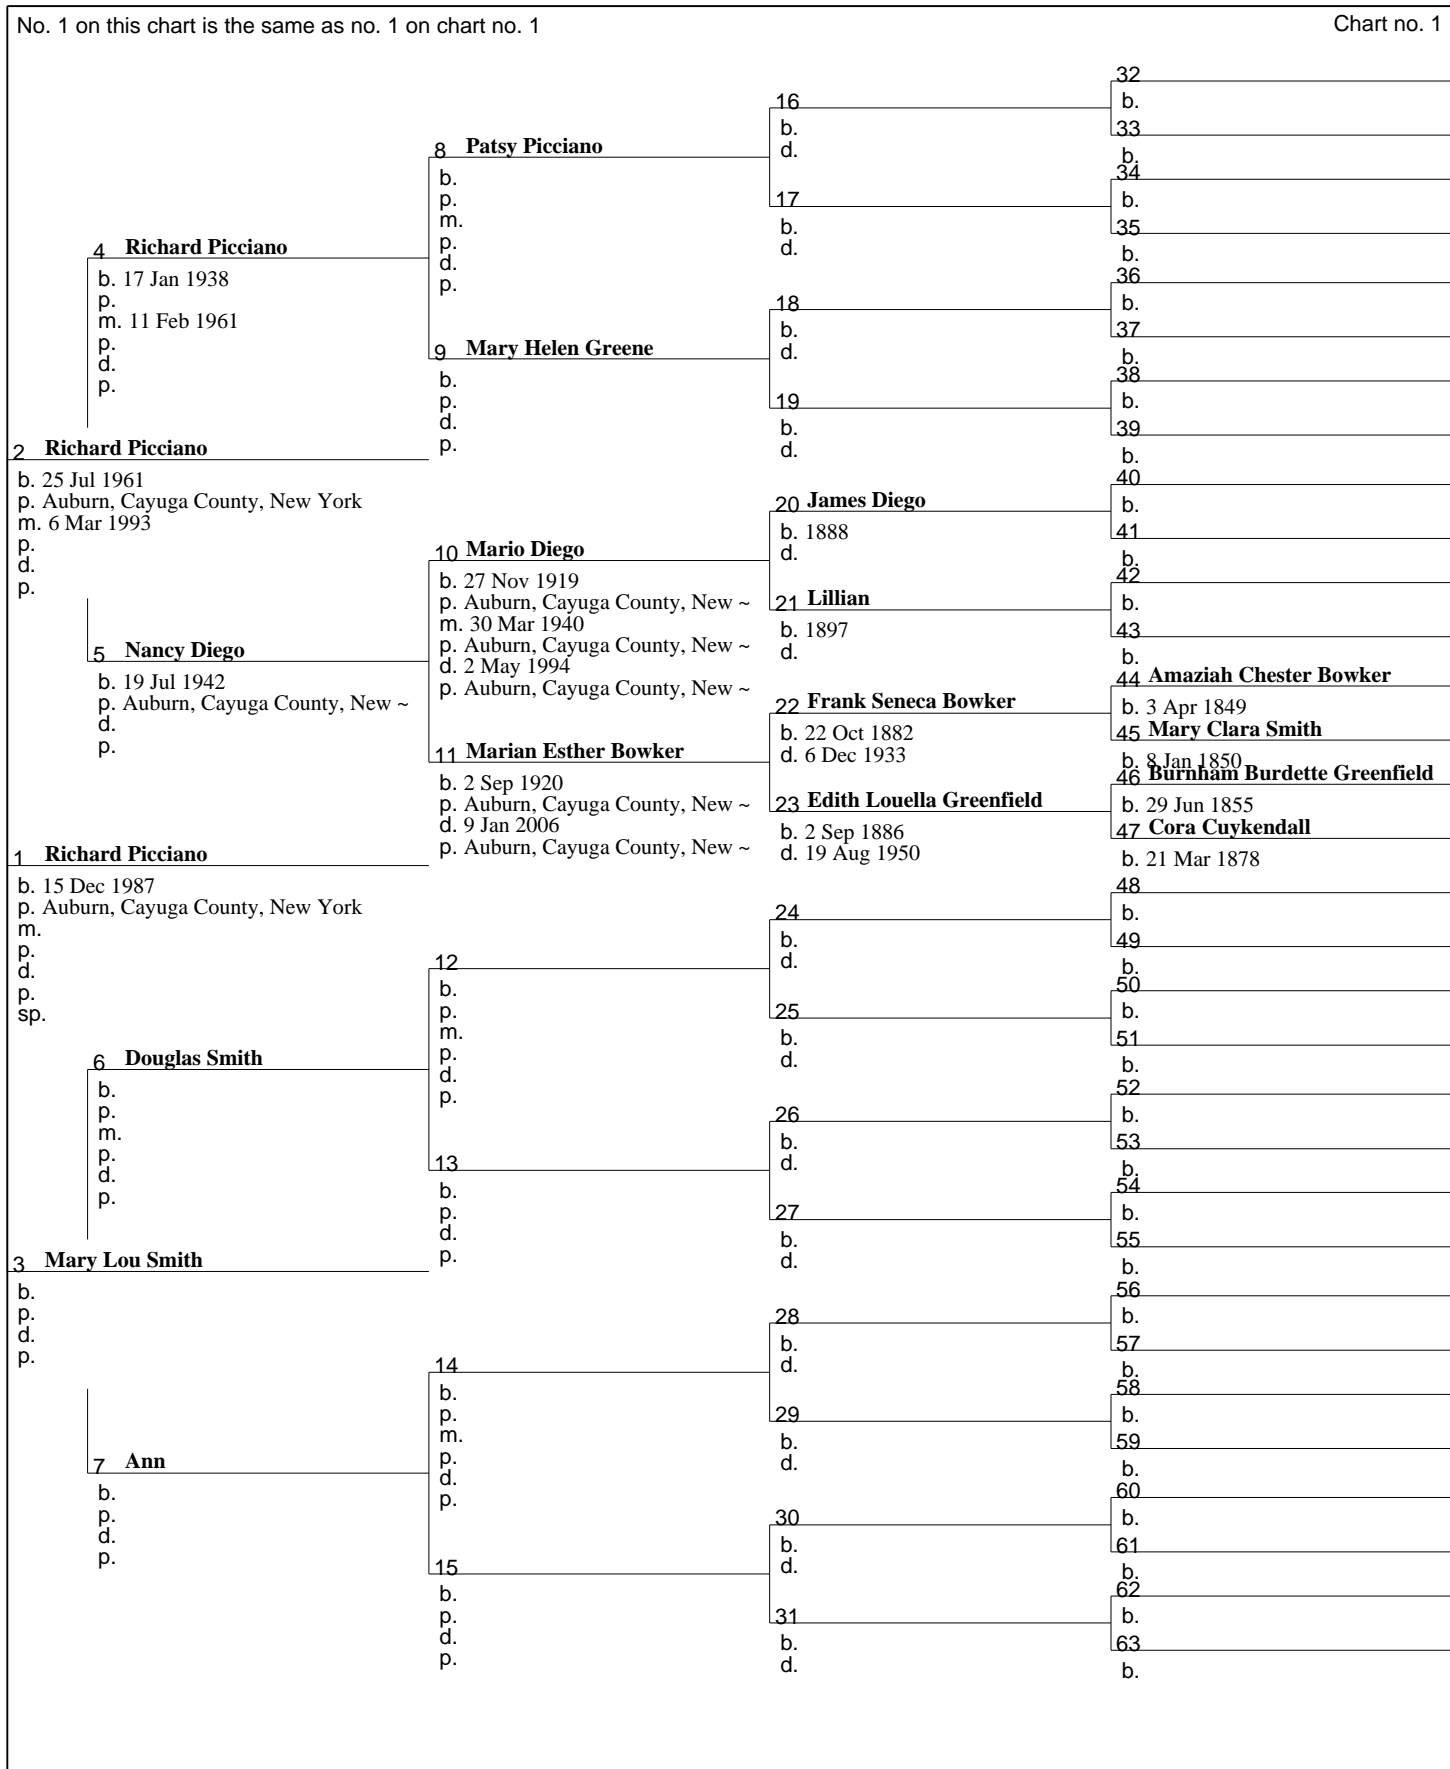 No. 1 on this chart is the same as no. 1 on chart no. 1
Chart no. 1
1 Richard Picciano
b. 15 Dec 1987
p. Auburn, Cayuga County, New York
m.
p.
d.
p.
sp.
2 Richard Picciano
b. 25 Jul 1961
p. Auburn, Cayuga County, New York
m. 6 Mar 1993
p.
d.
p.
3 Mary Lou Smith
b.
p.
d.
p.
4 Richard Picciano
b. 17 Jan 1938
p.
m. 11 Feb 1961
p.
d.
p.
5 Nancy Diego
b. 19 Jul 1942
p. Auburn, Cayuga County, New ~
d.
p.
6 Douglas Smith
b.
p.
m.
p.
d.
p.
7 Ann
b.
p.
d.
p.
8 Patsy Picciano
b.
p.
m.
p.
d.
p.
9 Mary Helen Greene
b.
p.
d.
p.
10 Mario Diego
b. 27 Nov 1919
p. Auburn, Cayuga County, New ~
m. 30 Mar 1940
p. Auburn, Cayuga County, New ~
d. 2 May 1994
p. Auburn, Cayuga County, New ~
11 Marian Esther Bowker
b. 2 Sep 1920
p. Auburn, Cayuga County, New ~
d. 9 Jan 2006
p. Auburn, Cayuga County, New ~
12
b.
p.
m.
p.
d.
p.
13
b.
p.
d.
p.
14
b.
p.
m.
p.
d.
p.
15
b.
p.
d.
p.
16
b.
d.
17
b.
d.
18
b.
d.
19
b.
d.
20 James Diego
b. 1888
d.
21 Lillian
b. 1897
d.
22 Frank Seneca Bowker
b. 22 Oct 1882
d. 6 Dec 1933
23 Edith Louella Greenfield
b. 2 Sep 1886
d. 19 Aug 1950
24
b.
d.
25
b.
d.
26
b.
d.
27
b.
d.
28
b.
d.
29
b.
d.
30
b.
d.
31
b.
d.
32
b.
33
b.
34
b.
35
b.
36
b.
37
b.
38
b.
39
b.
40
b.
41
b.
42
b.
43
b.
44 Amaziah Chester Bowker
b. 3 Apr 1849
45 Mary Clara Smith
b. 8 Jan 1850
46 Burnham Burdette Greenfield
b. 29 Jun 1855
47 Cora Cuykendall
b. 21 Mar 1878
48
b.
49
b.
50
b.
51
b.
52
b.
53
b.
54
b.
55
b.
56
b.
57
b.
58
b.
59
b.
60
b.
61
b.
62
b.
63
b.